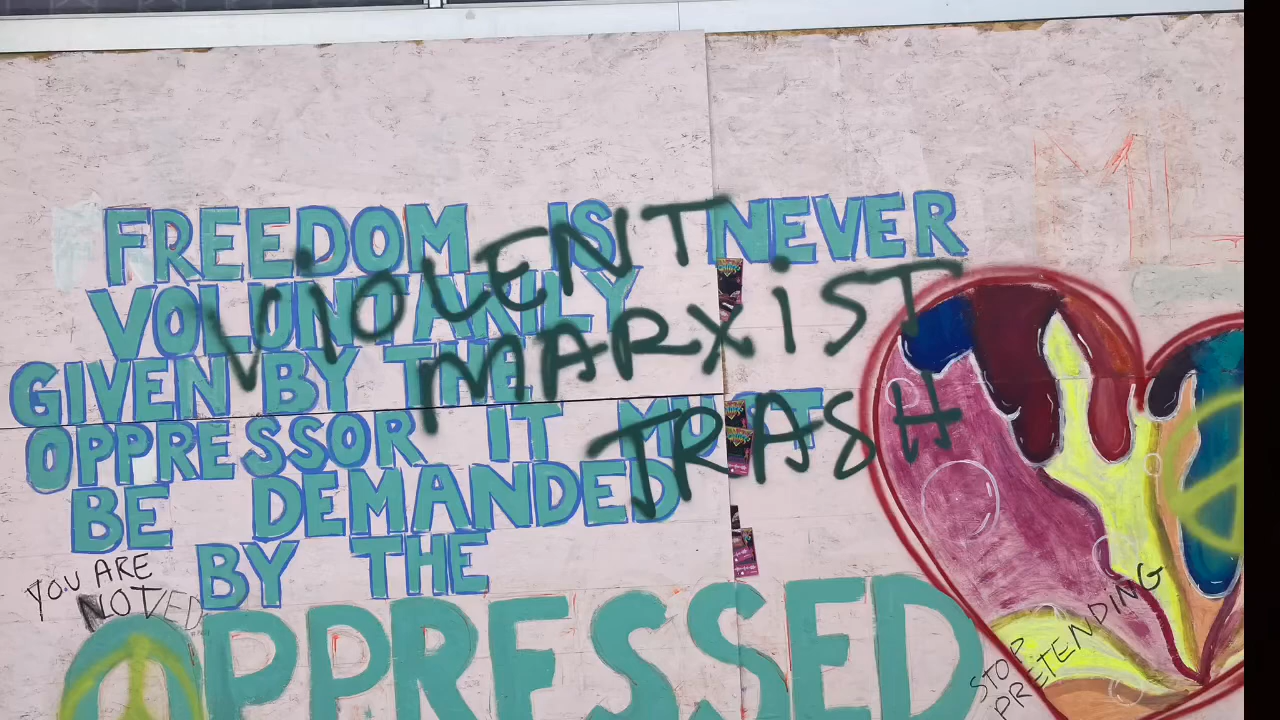 FREEDOM IS NEVER
VOLUNTARILY
GIVEN BY THE
OPPRESSOR IT MUST
BE DEMANDED
BY THE
OPPRESSED
ViOLENT
MARXiST
TRASH
YOU ARE
NOT
STOP
PRETENDING